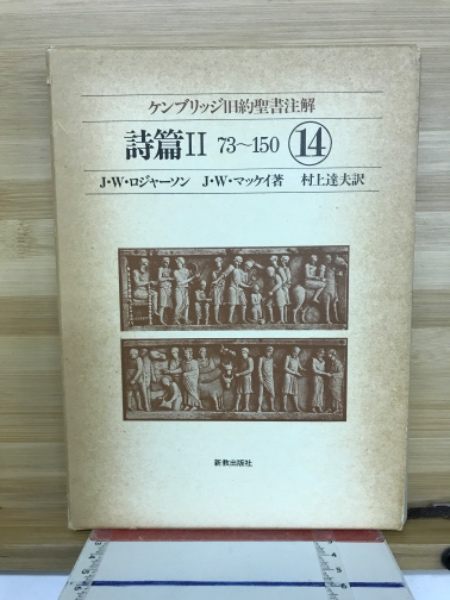 ケンブリッジ旧約聖書注解
詩篇II 73～150 ⑭
J・W・ロジャーソン J・W・マッケイ著 村上達夫訳
新教出版社